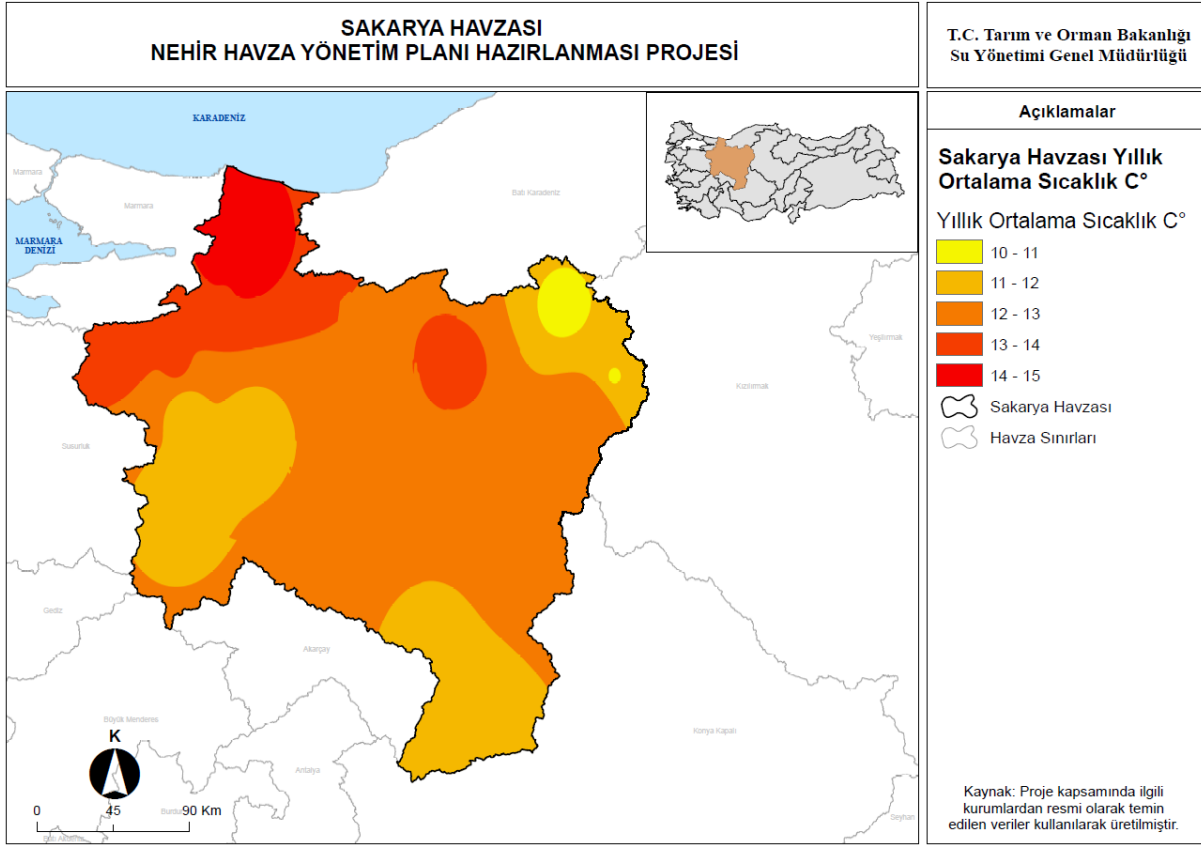 SAKARYA HAVZASI
NEHİR HAVZA YÖNETİM PLANI HAZIRLANMASI PROJESİ
T.C. Tarım ve Orman Bakanlığı
Su Yönetimi Genel Müdürlüğü
KARADENİZ
Marmara
Marmara
MARMARA
DENİZI
Batı Karadeniz
Yeşilırmak
Kızılırmak
Susurluk
Gediz
Akarçay
Büyük Menderes
Konya Kapalı
Antalya
Seyhan
K
0 45 90 Km
Açıklamalar
Sakarya Havzası Yıllık
Ortalama Sıcaklık C°
Yıllık Ortalama Sıcaklık C°
10 - 11
11 - 12
12 - 13
13 - 14
14 - 15
Sakarya Havzası
Havza Sınırları
Kaynak: Proje kapsamında ilgili
kurumlardan resmi olarak temin
edilen veriler kullanılarak üretilmiştir.